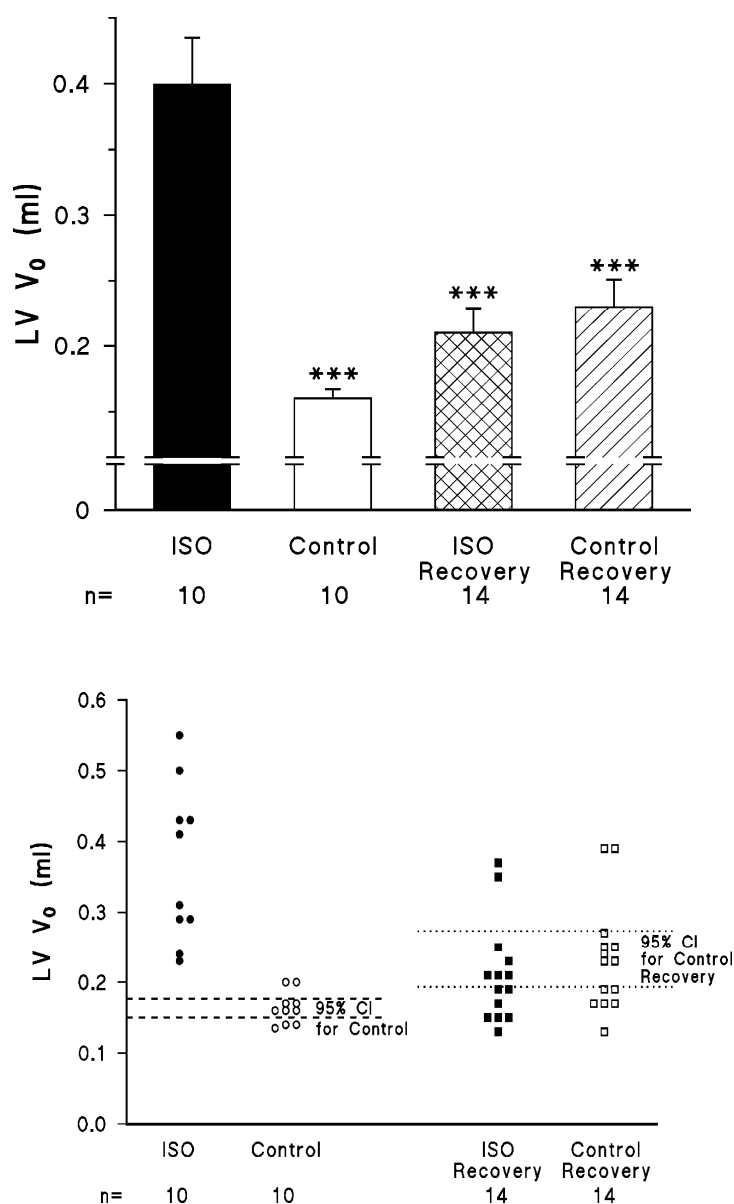 0.4
0.3
0.2
0
LV V0 (ml)
***
***
***
ISO Control ISO Recovery Control Recovery
n= 10 10 14 14
0.6
0.5
0.4
0.3
0.2
0.1
0.0
LV V0 (ml)
95% CI
for Control
95% CI
for Control
Recovery
ISO Control ISO Recovery Control Recovery
n= 10 10 14 14